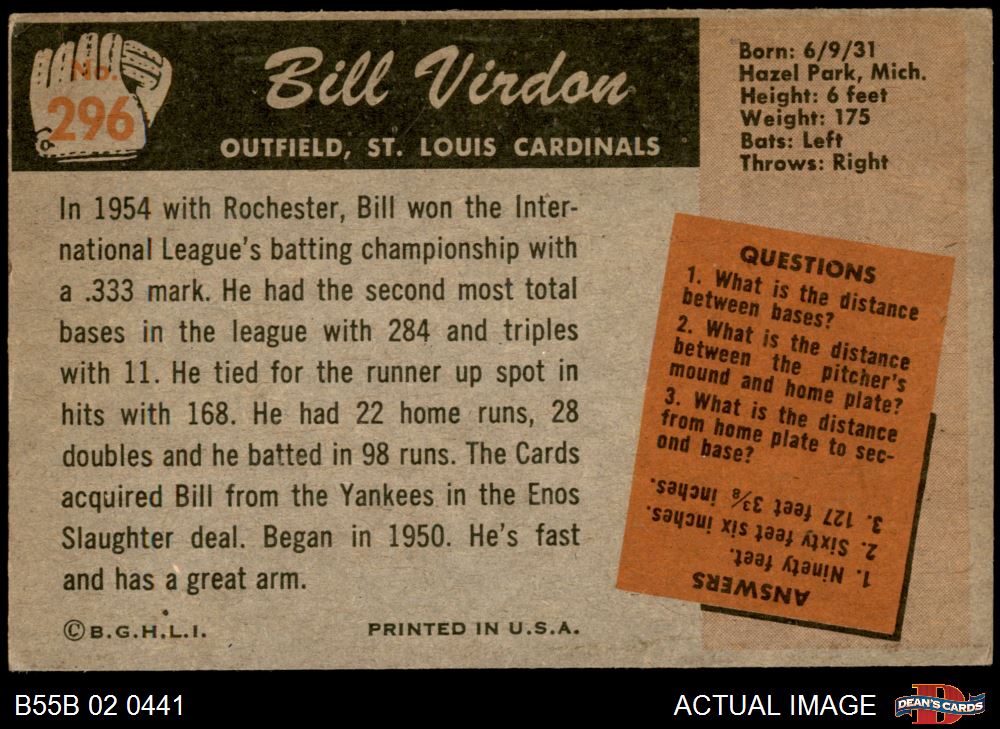 No.
296
Bill Virdon
OUTFIELD, ST. LOUIS CARDINALS
Born: 6/9/31
Hazel Park, Mich.
Height: 6 feet
Weight: 175
Bats: Left
Throws: Right
In 1954 with Rochester, Bill won the Inter-
national League's batting championship with
a .333 mark. He had the second most total
bases in the league with 284 and triples
with 11. He tied for the runner up spot in
hits with 168. He had 22 home runs, 28
doubles and he batted in 98 runs. The Cards
acquired Bill from the Yankees in the Enos
Slaughter deal. Began in 1950. He's fast
and has a great arm.
QUESTIONS
1. What is the distance
between bases?
2. What is the distance
between the pitcher's
mound and home plate?
3. What is the distance
from home plate to sec-
ond base?
ANSWERS
1. Ninety feet.
2. Sixty feet six inches.
3. 127 feet 3⅜ inches.
© B.G.H.L.I.
PRINTED IN U.S.A.
B55B 02 0441
ACTUAL IMAGE
D
DEAN'S CARDS